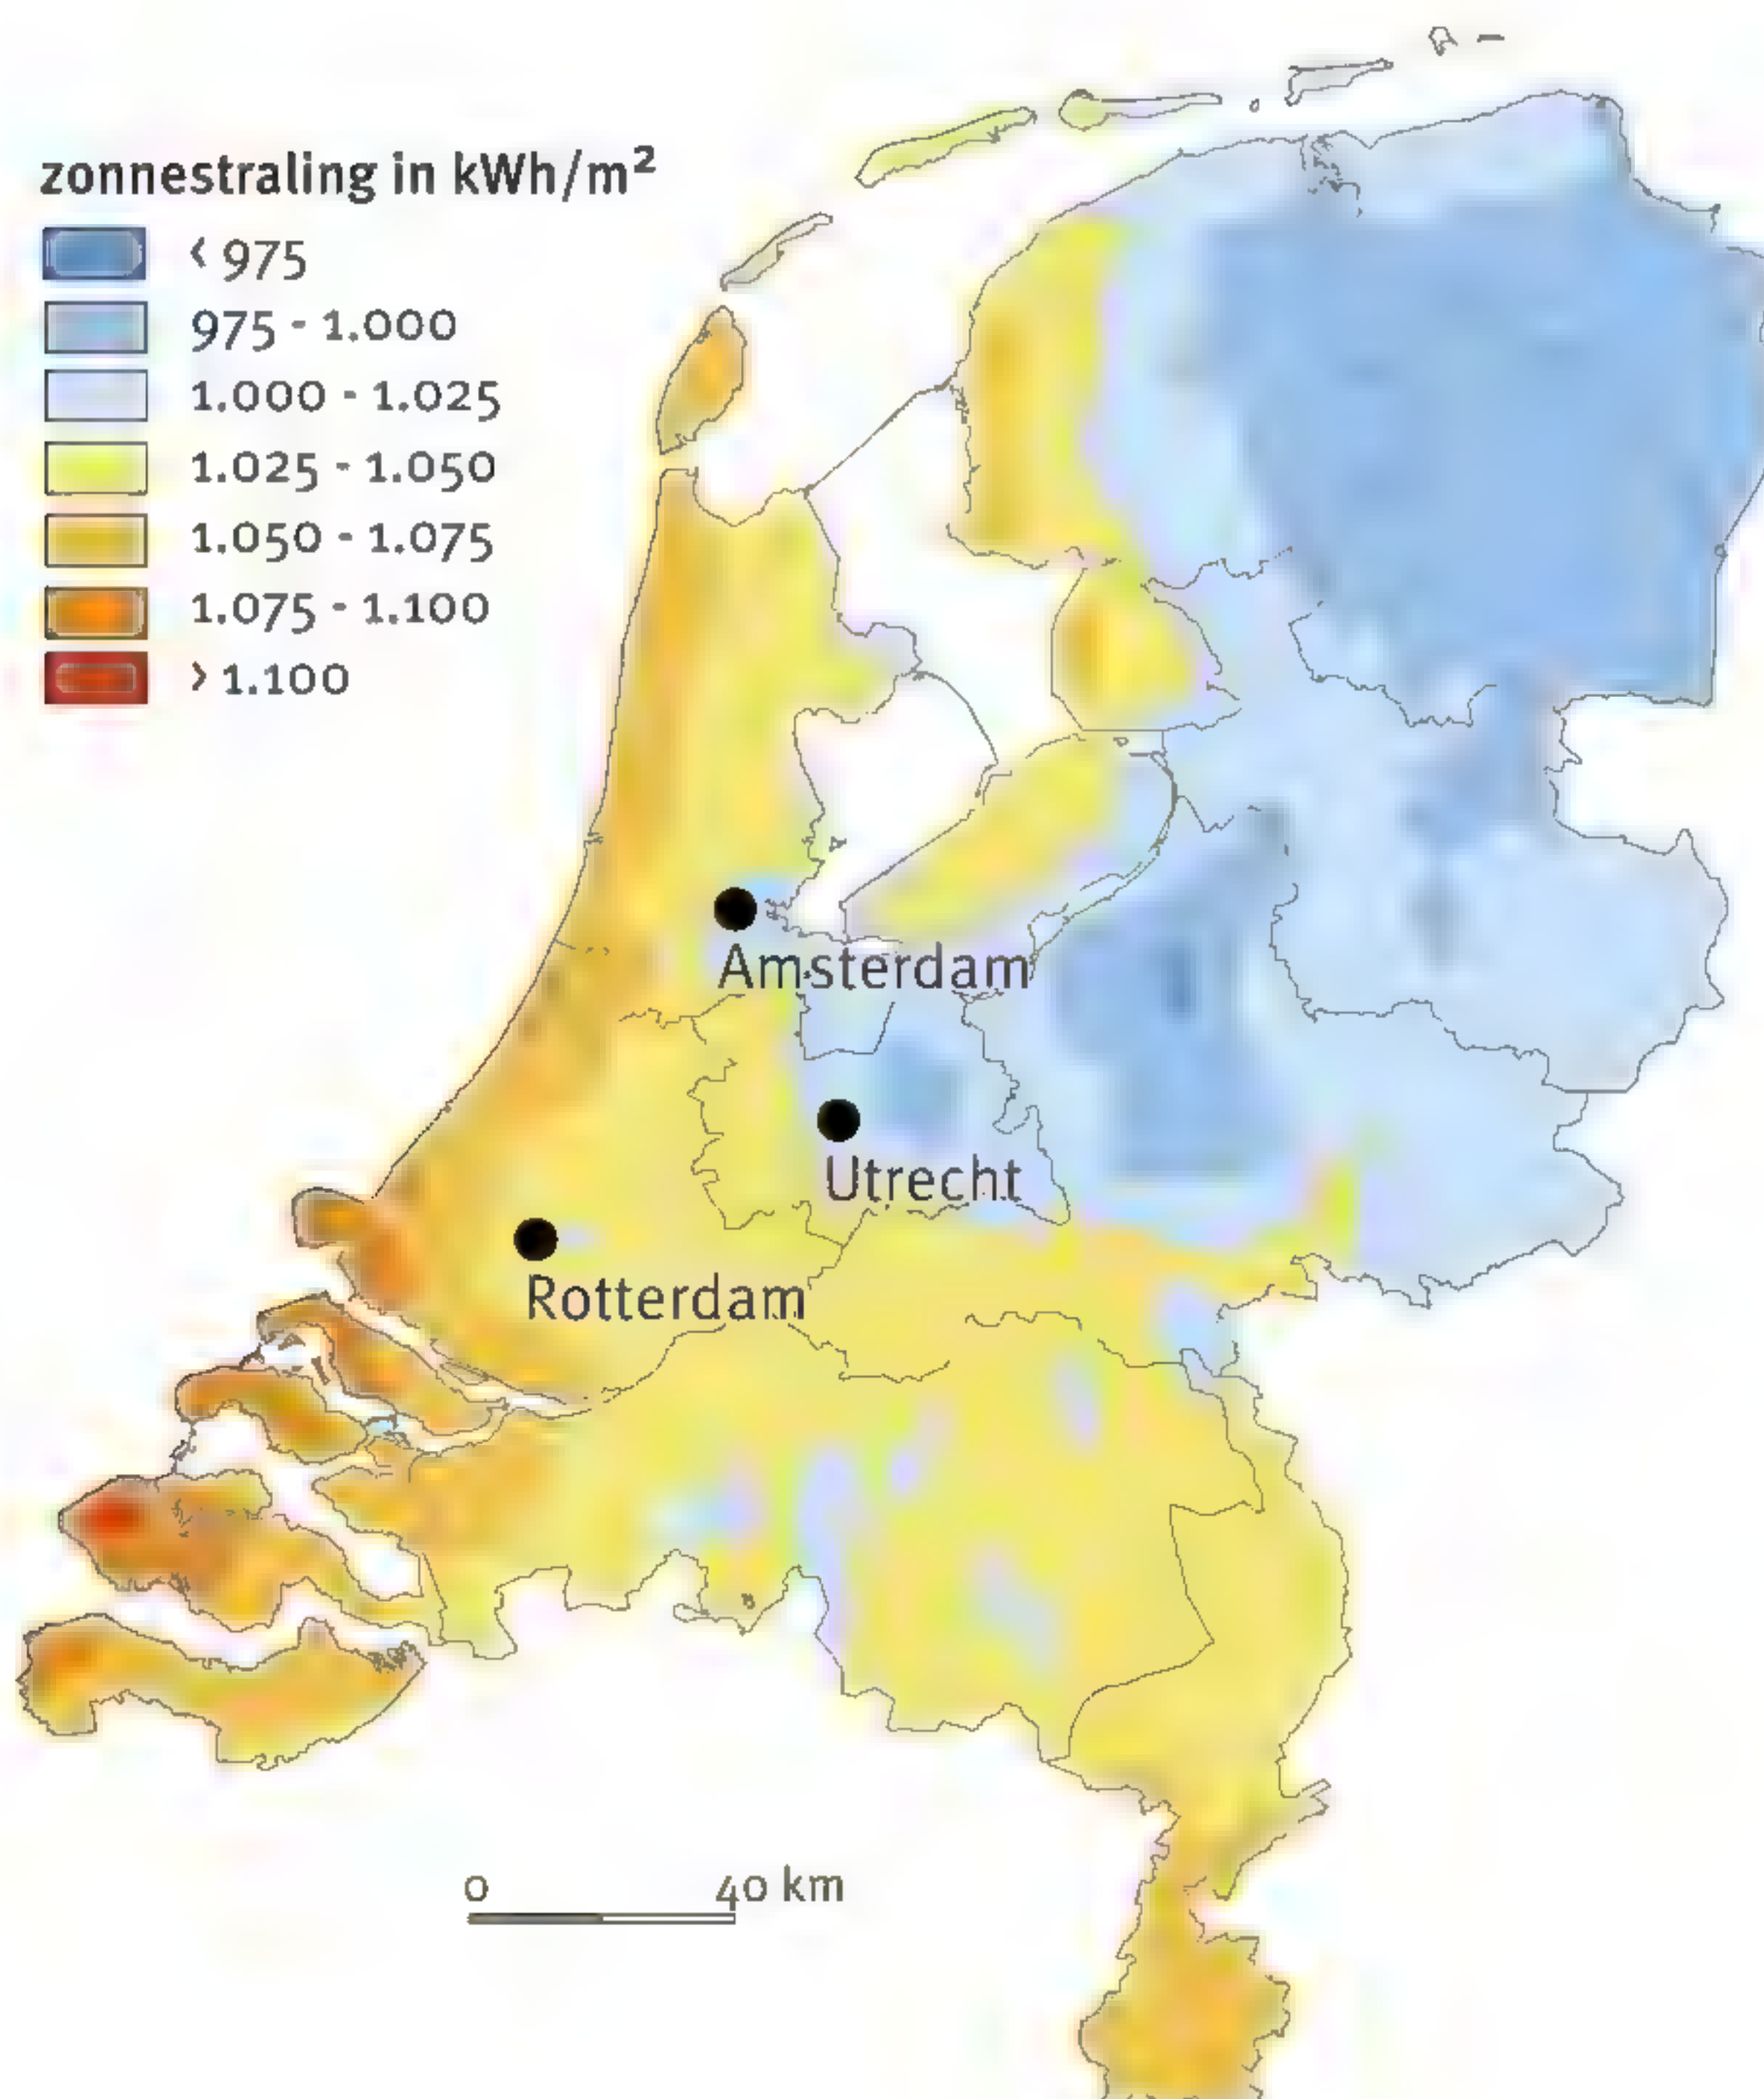 zonnestraling in kWh/m²
< 975
975 - 1.000
1.000 - 1.025
1.025 - 1.050
1.050 - 1.075
1.075 - 1.100
> 1.100
Amsterdam
Utrecht
Rotterdam
0 40 km